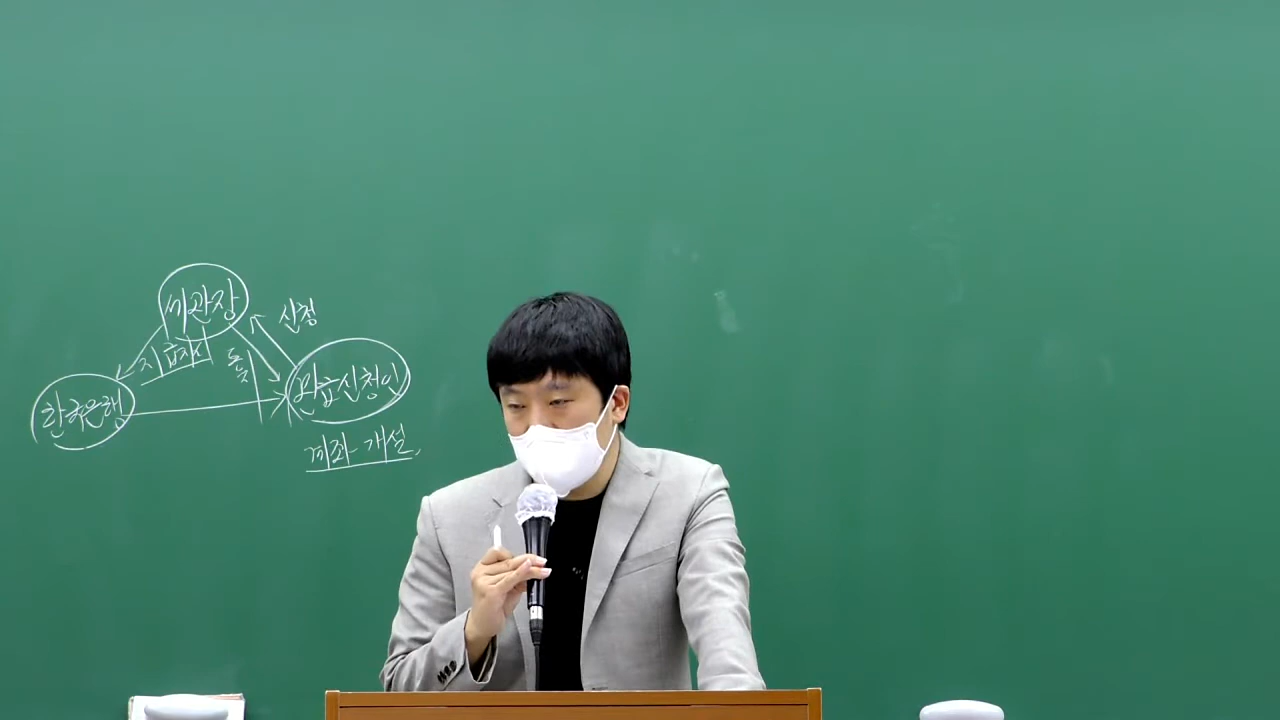 세관장
신청
지급지시
통지
한국은행
환급신청인
계좌 개설.